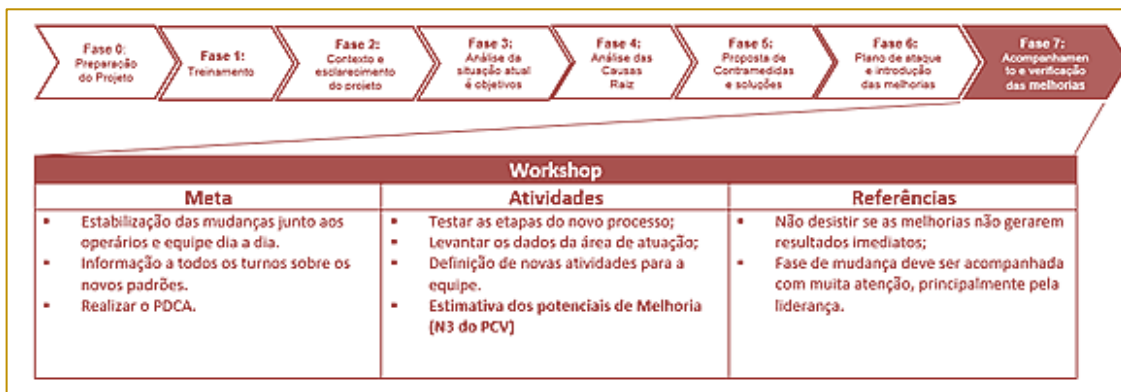 Fase 0:
Preparação
do Projeto
Fase 1:
Treinamento
Fase 2:
Contexto e
esclarecimento
do projeto
Fase 3:
Análise da
situação atual
é objetivos
Fase 4:
Análise das
Causas
Raiz
Fase 5:
Proposta de
Contramedidas
e soluções
Fase 6:
Plano de ataque
e introdução
das melhorias
Fase 7:
Acompanhamen
to e verificação
das melhorias
Workshop
Meta
▪ Estabilização das mudanças junto aos
operários e equipe dia a dia.
▪ Informação a todos os turnos sobre os
novos padrões.
▪ Realizar o PDCA.
Atividades
▪ Testar as etapas do novo processo;
▪ Levantar os dados da área de atuação;
▪ Definição de novas atividades para a
equipe.
▪ Estimativa dos potenciais de Melhoria
(N3 do PCV)
Referências
▪ Não desistir se as melhorias não gerarem
resultados imediatos;
▪ Fase de mudança deve ser acompanhada
com muita atenção, principalmente pela
liderança.